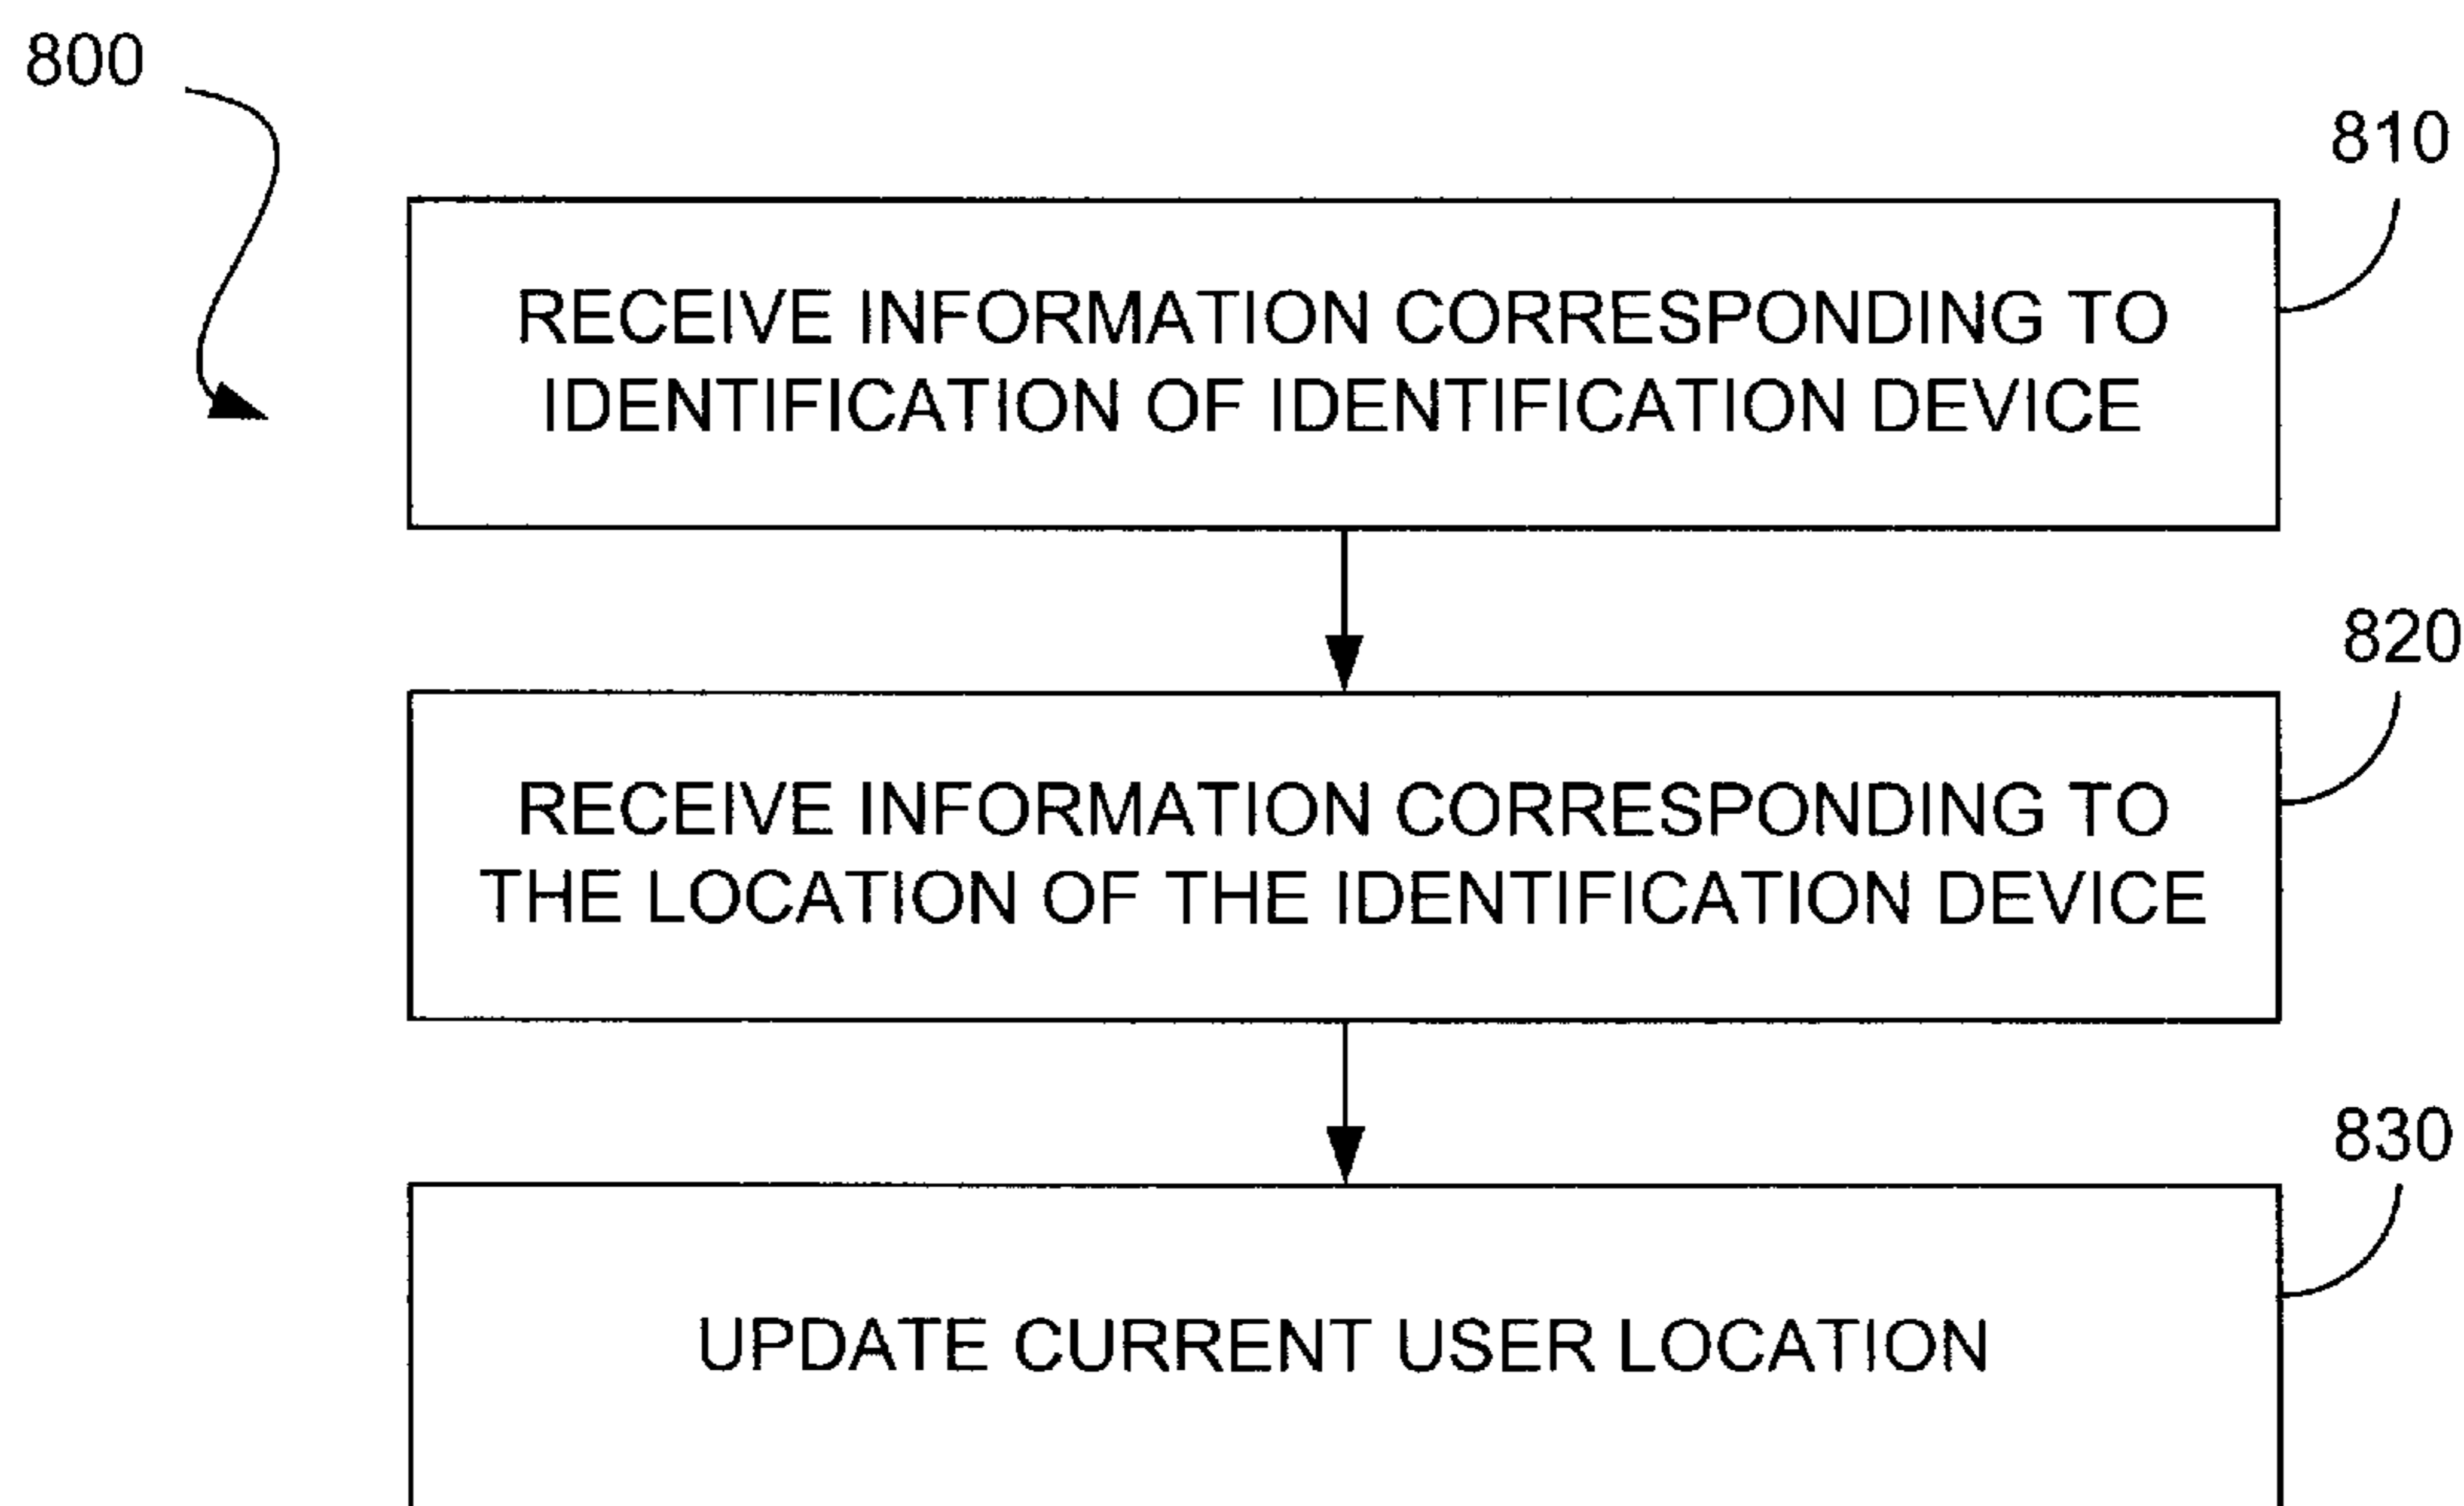 800
810
RECEIVE INFORMATION CORRESPONDING TO
IDENTIFICATION OF IDENTIFICATION DEVICE
820
RECEIVE INFORMATION CORRESPONDING TO
THE LOCATION OF THE IDENTIFICATION DEVICE
830
UPDATE CURRENT USER LOCATION